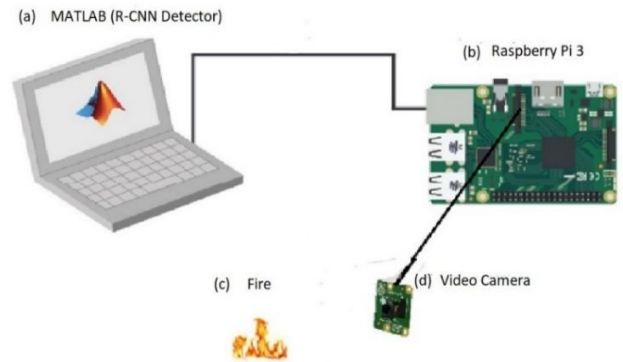 (a) MATLAB (R-CNN Detector)
(b) Raspberry Pi 3
(c) Fire
(d) Video Camera